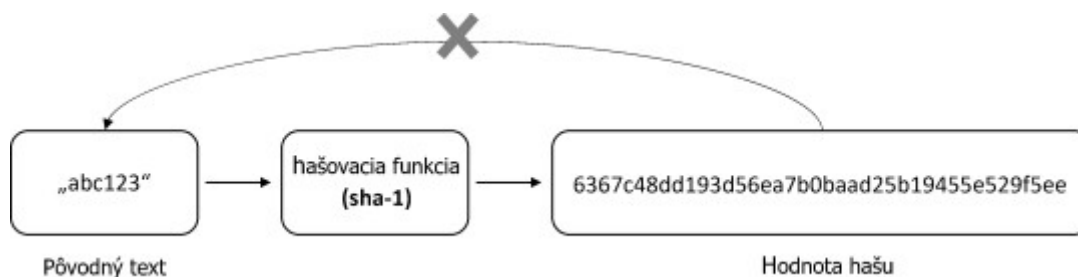 „abc123“
hašovacia funkcia
(sha-1)
6367c48dd193d56ea7b0baad25b19455e529f5ee
Pôvodný text
Hodnota hašu